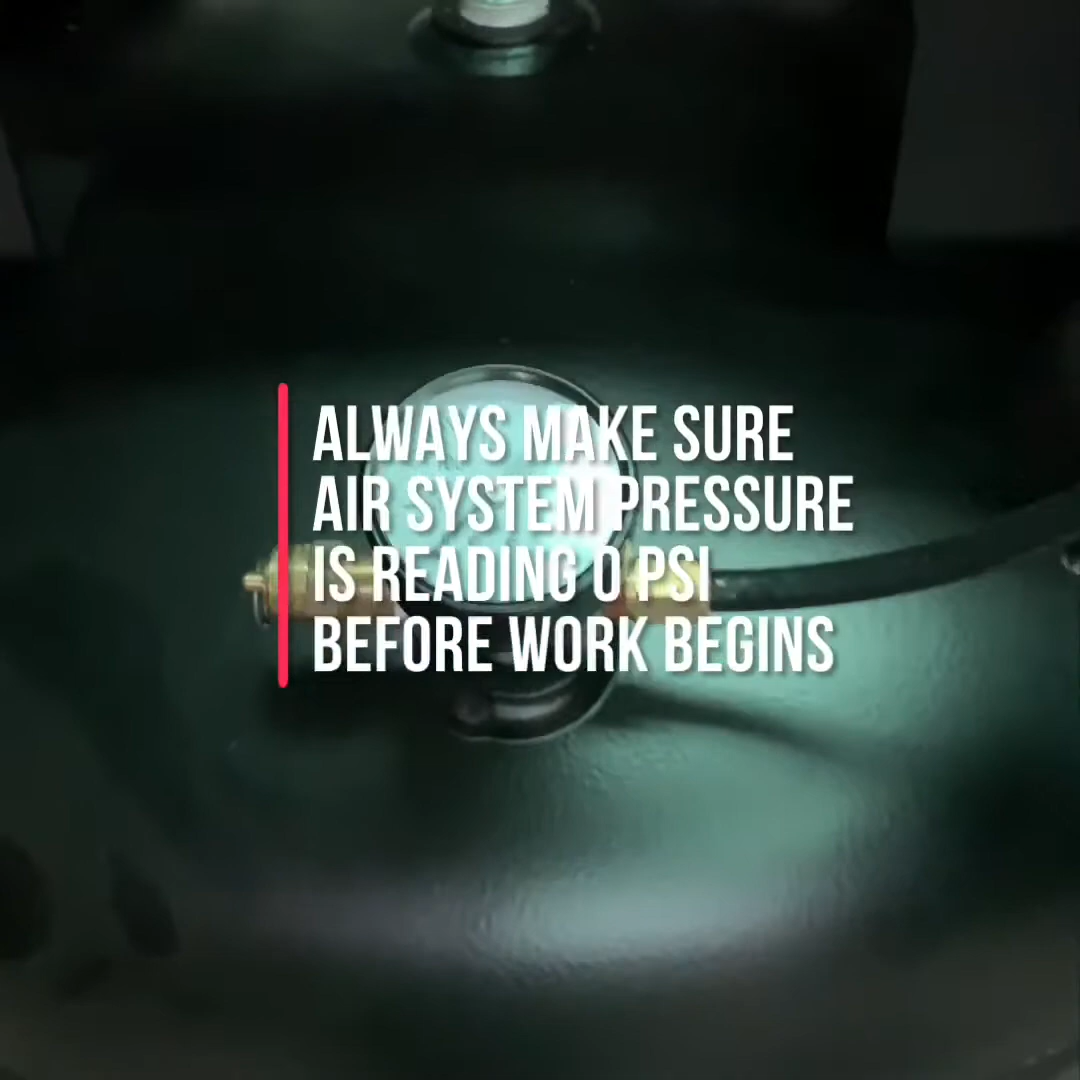 ALWAYS MAKE SURE
AIR SYSTEM PRESSURE
IS READING 0 PSI
BEFORE WORK BEGINS